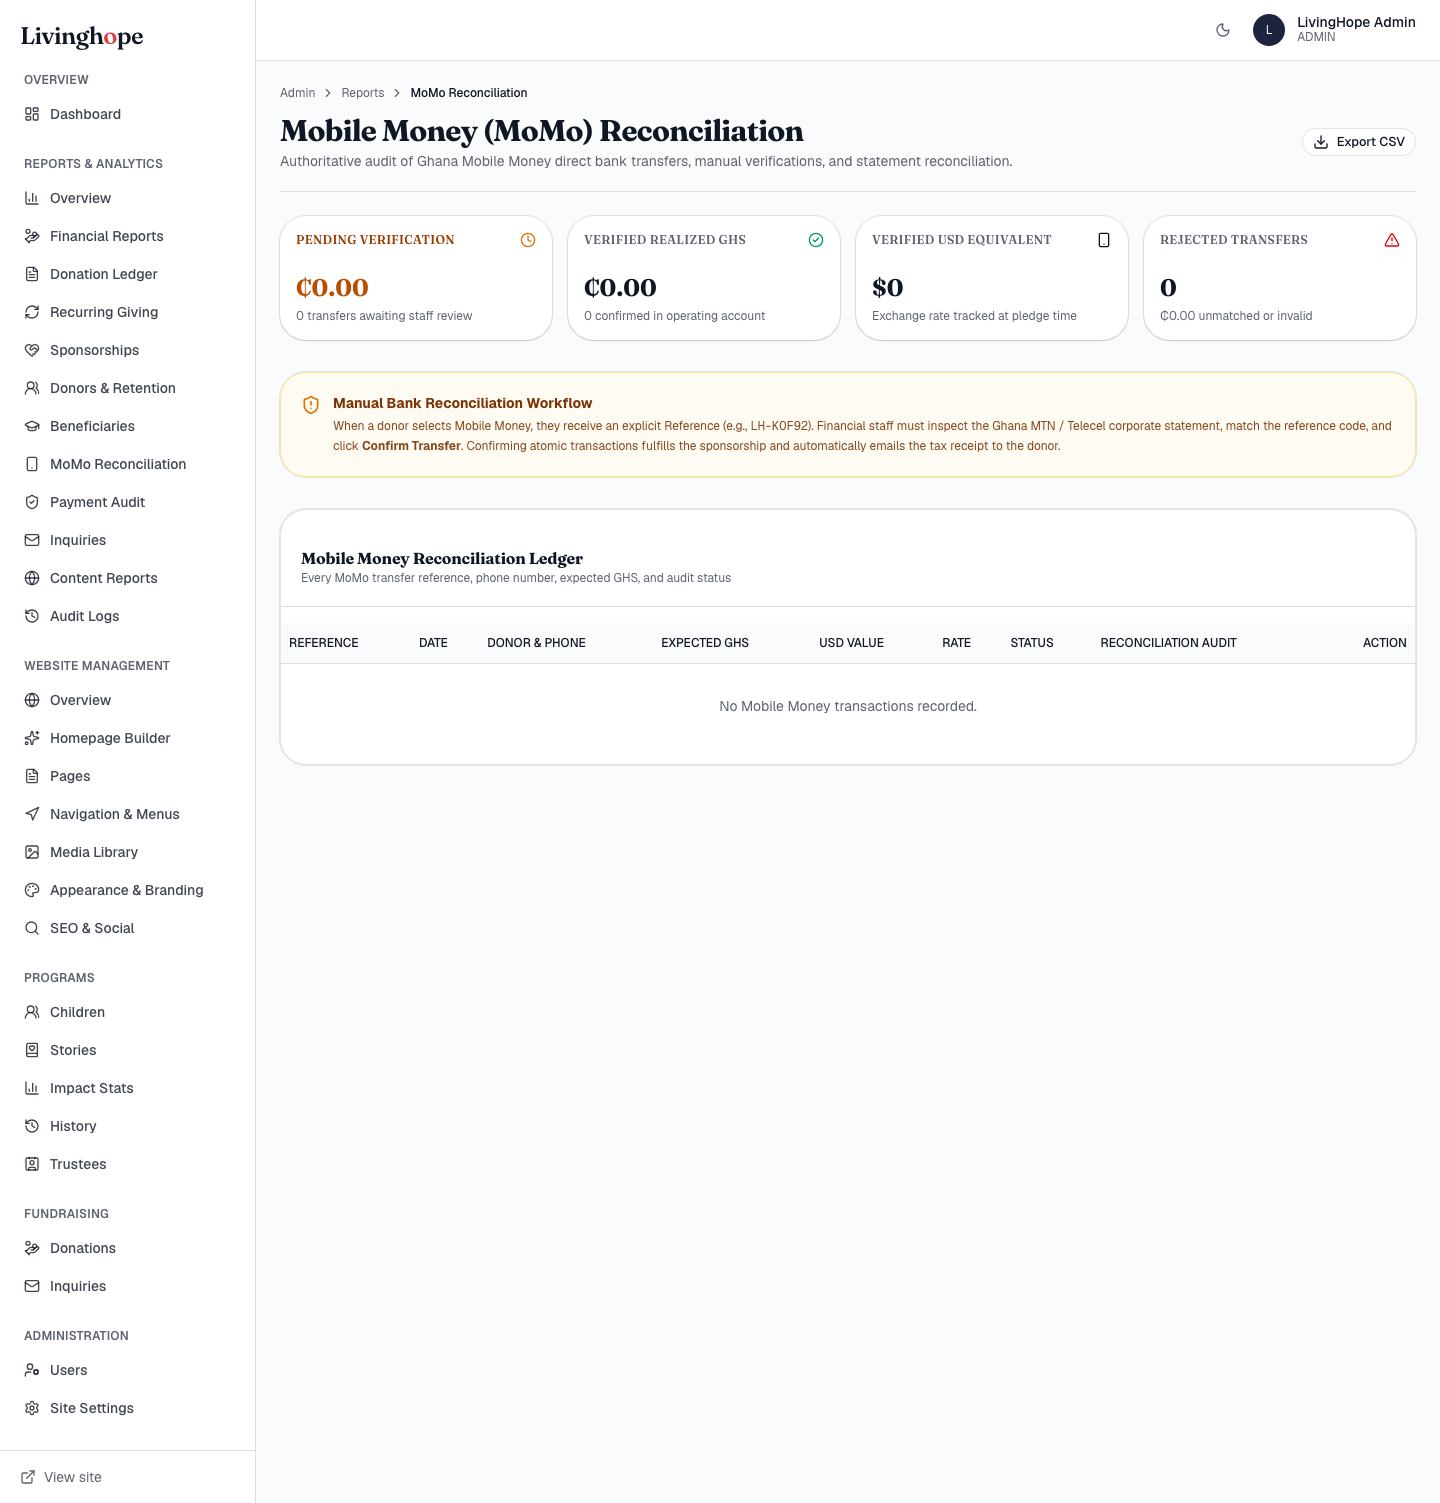 Livinghope
OVERVIEW
Dashboard
REPORTS & ANALYTICS
Overview
Financial Reports
Donation Ledger
Recurring Giving
Sponsorships
Donors & Retention
Beneficiaries
MoMo Reconciliation
Payment Audit
Inquiries
Content Reports
Audit Logs
WEBSITE MANAGEMENT
Overview
Homepage Builder
Pages
Navigation & Menus
Media Library
Appearance & Branding
SEO & Social
PROGRAMS
Children
Stories
Impact Stats
History
Trustees
FUNDRAISING
Donations
Inquiries
ADMINISTRATION
Users
Site Settings
View site
L
LivingHope Admin
ADMIN
Admin > Reports > MoMo Reconciliation
Mobile Money (MoMo) Reconciliation
Authoritative audit of Ghana Mobile Money direct bank transfers, manual verifications, and statement reconciliation.
Export CSV
PENDING VERIFICATION
₵0.00
0 transfers awaiting staff review
VERIFIED REALIZED GHS
₵0.00
0 confirmed in operating account
VERIFIED USD EQUIVALENT
$0
Exchange rate tracked at pledge time
REJECTED TRANSFERS
0
₵0.00 unmatched or invalid
Manual Bank Reconciliation Workflow
When a donor selects Mobile Money, they receive an explicit Reference (e.g., LH-K0F92). Financial staff must inspect the Ghana MTN / Telecel corporate statement, match the reference code, and
click Confirm Transfer. Confirming atomic transactions fulfills the sponsorship and automatically emails the tax receipt to the donor.
Mobile Money Reconciliation Ledger
Every MoMo transfer reference, phone number, expected GHS, and audit status
REFERENCE DATE DONOR & PHONE EXPECTED GHS USD VALUE RATE STATUS RECONCILIATION AUDIT ACTION
No Mobile Money transactions recorded.